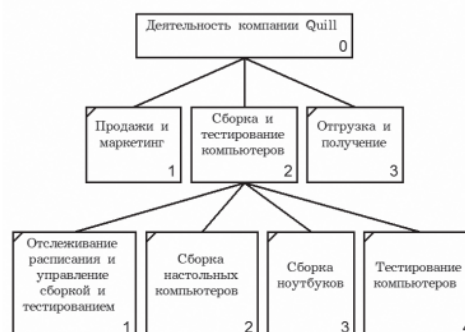 Деятельность компании Quill
0
Продажи и
маркетинг
1
Сборка и
тестирование
компьютеров
2
Отгрузка и
получение
3
Отслеживание
расписания и
управление
сборкой и
тестированием
1
Сборка
настольных
компьютеров
2
Сборка
ноутбуков
3
Тестирование
компьютеров
4